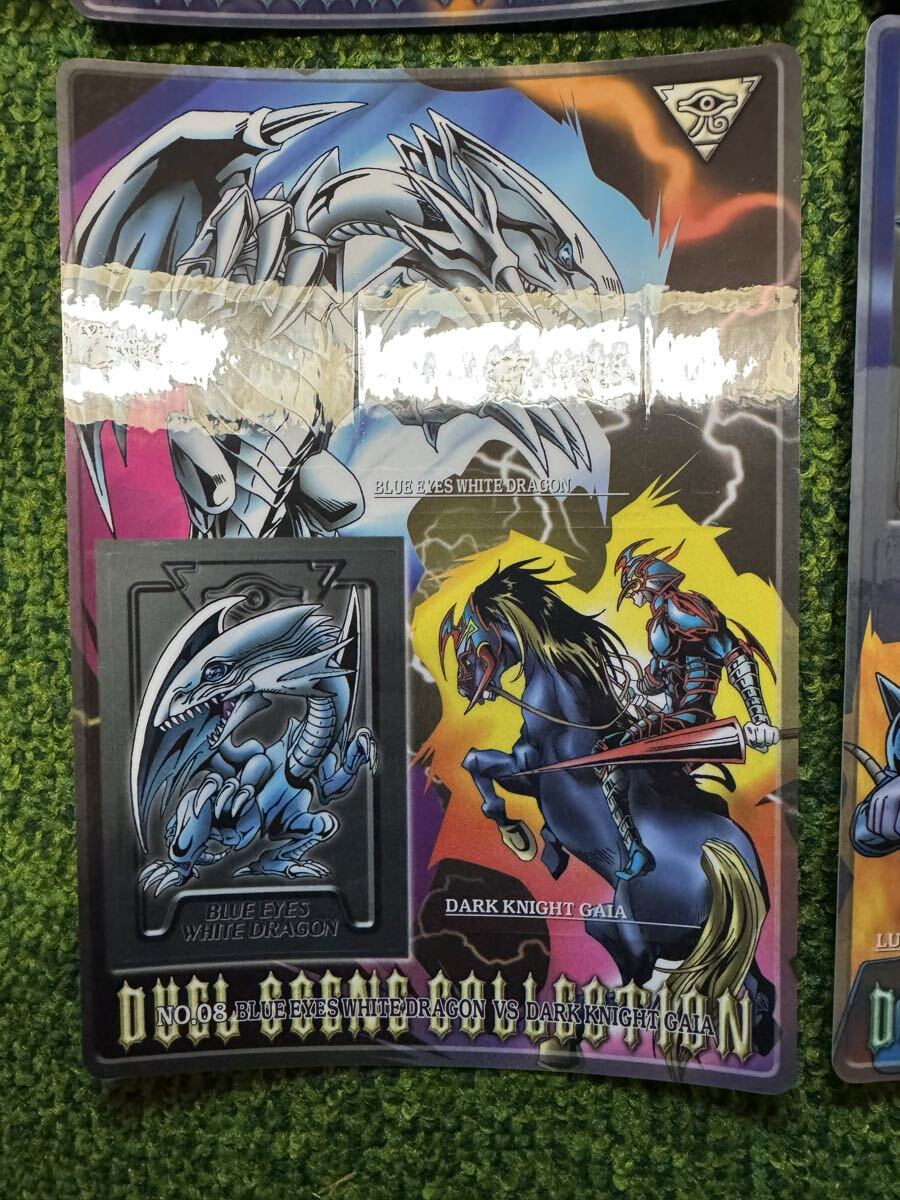 BLUE EYES WHITE DRAGON
BLUE EYES
WHITE DRAGON
DARK KNIGHT GAIA
DUEL SCENE COLLECTION
NO.08 BLUE EYES WHITE DRAGON VS DARK KNIGHT GAIA
LU
D